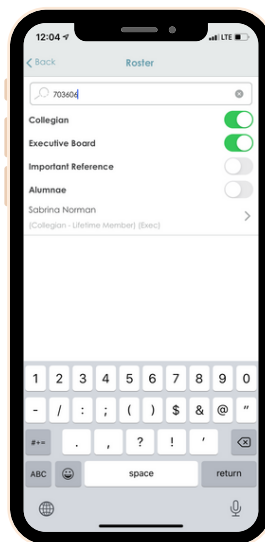 12:04
LTE
Back
Roster
703606
Collegian
Executive Board
Important Reference
Alumnae
Sabrina Norman
(Collegian - Lifetime Member) (Exec)
1 2 3 4 5 6 7 8 9 0
- / : ; ( ) $ & @ "
#+= . , ? ! '
ABC space return